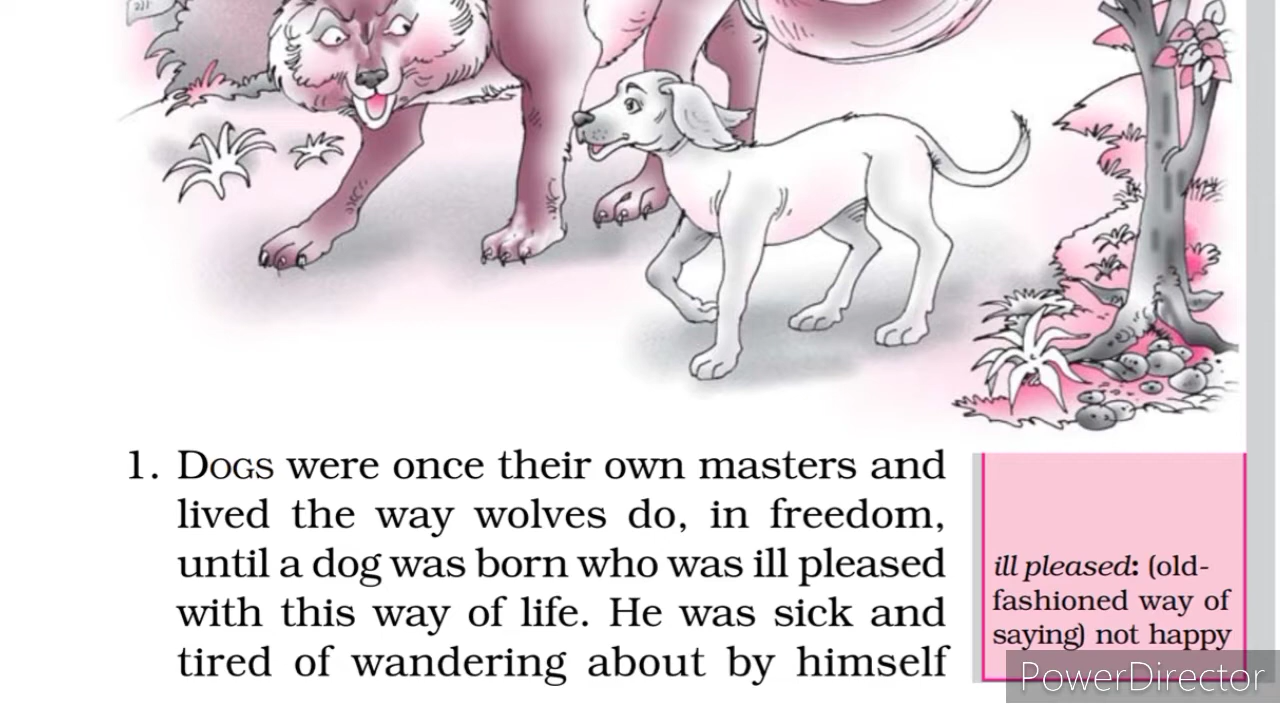 1. DOGS were once their own masters and
lived the way wolves do, in freedom,
until a dog was born who was ill pleased
with this way of life. He was sick and
tired of wandering about by himself
ill pleased: (old-
fashioned way of
saying) not happy
PowerDirector